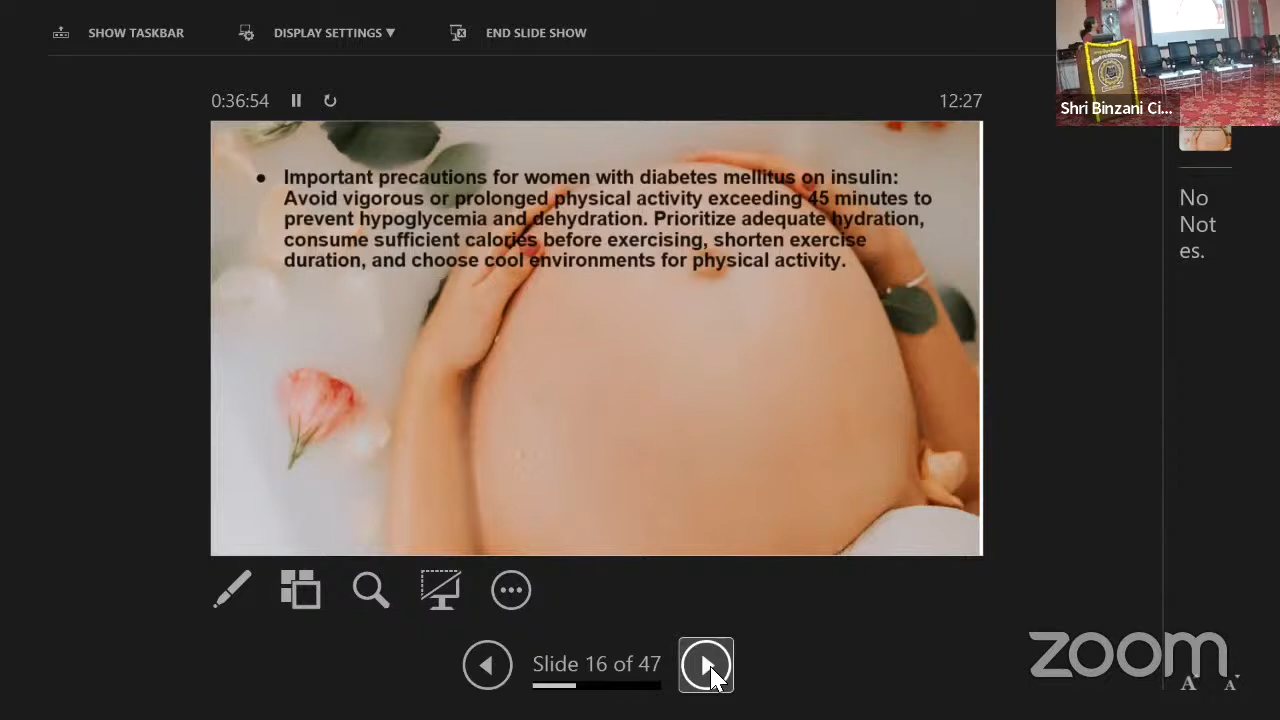 SHOW TASKBAR
DISPLAY SETTINGS ▼
END SLIDE SHOW
Shri Binzani Ci...
0:36:54
12:27
• Important precautions for women with diabetes mellitus on insulin:
Avoid vigorous or prolonged physical activity exceeding 45 minutes to
prevent hypoglycemia and dehydration. Prioritize adequate hydration,
consume sufficient calories before exercising, shorten exercise
duration, and choose cool environments for physical activity.
No
Not
es.
Slide 16 of 47
zoom
A A